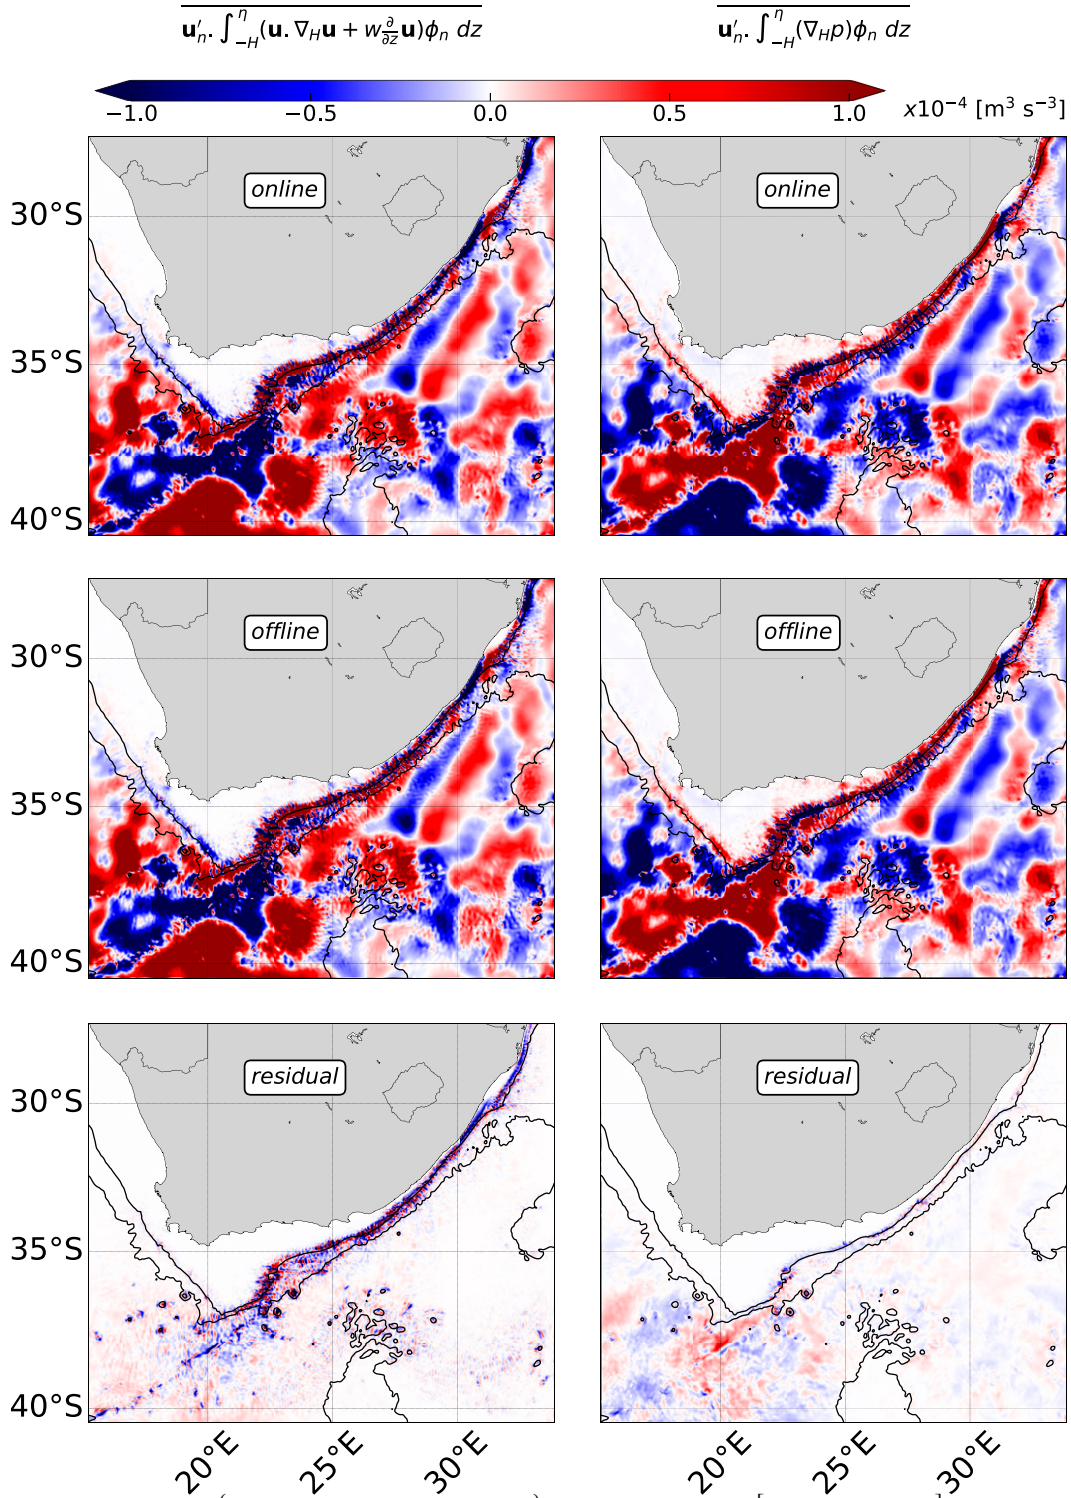 u′ₙ. ∫_{-H}^{η}(u. ∇_H u + w ∂/∂z u)ϕₙ dz
u′ₙ. ∫_{-H}^{η}(∇_H p)ϕₙ dz
−1.0 −0.5 0.0 0.5 1.0 x10⁻⁴ [m³ s⁻³]
online
online
30°S
35°S
40°S
offline
offline
30°S
35°S
40°S
residual
residual
30°S
35°S
40°S
20°E 25°E 30°E 20°E 25°E 30°E